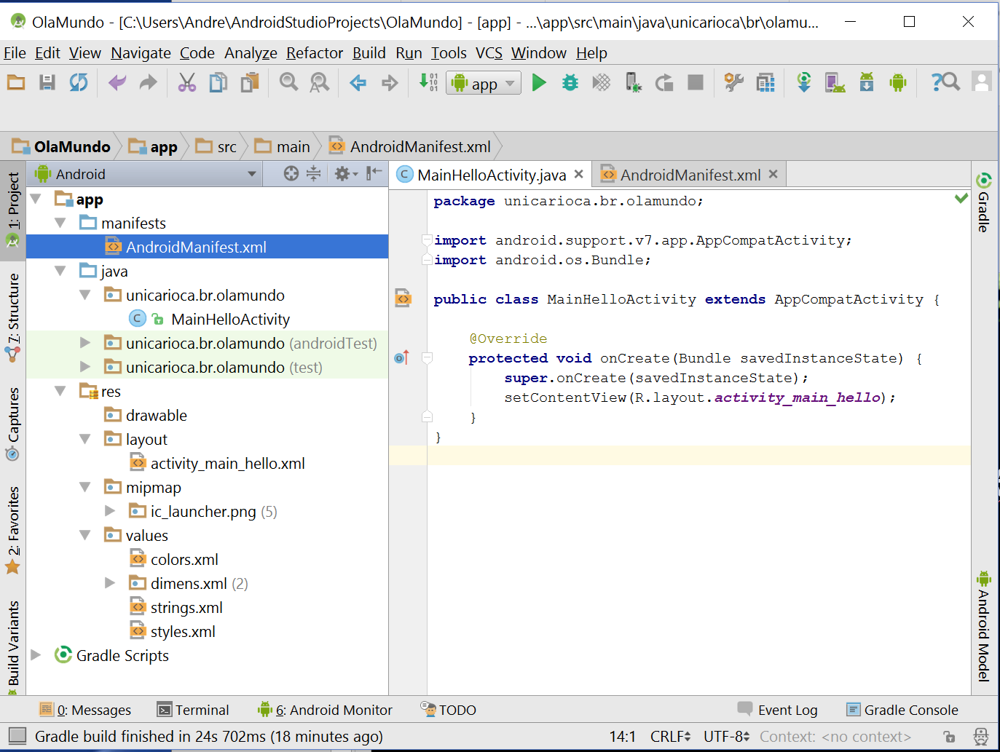 OlaMundo - [C:\Users\Andre\AndroidStudioProjects\OlaMundo] - [app] - ...\app\src\main\java\unicarioca\br\olamu...
File Edit View Navigate Code Analyze Refactor Build Run Tools VCS Window Help
app
OlaMundo app src main AndroidManifest.xml
1: Project
7: Structure
Captures
2: Favorites
Build Variants
Android
app
manifests
AndroidManifest.xml
java
unicarioca.br.olamundo
MainHelloActivity
unicarioca.br.olamundo (androidTest)
unicarioca.br.olamundo (test)
res
drawable
layout
activity_main_hello.xml
mipmap
ic_launcher.png (5)
values
colors.xml
dimens.xml (2)
strings.xml
styles.xml
Gradle Scripts
MainHelloActivity.java AndroidManifest.xml
package unicarioca.br.olamundo;
import android.support.v7.app.AppCompatActivity;
import android.os.Bundle;
public class MainHelloActivity extends AppCompatActivity {
@Override
protected void onCreate(Bundle savedInstanceState) {
super.onCreate(savedInstanceState);
setContentView(R.layout.activity_main_hello);
}
}
Gradle
Android Model
0: Messages Terminal 6: Android Monitor TODO Event Log Gradle Console
Gradle build finished in 24s 702ms (18 minutes ago) 14:1 CRLF UTF-8 Context: <no context>